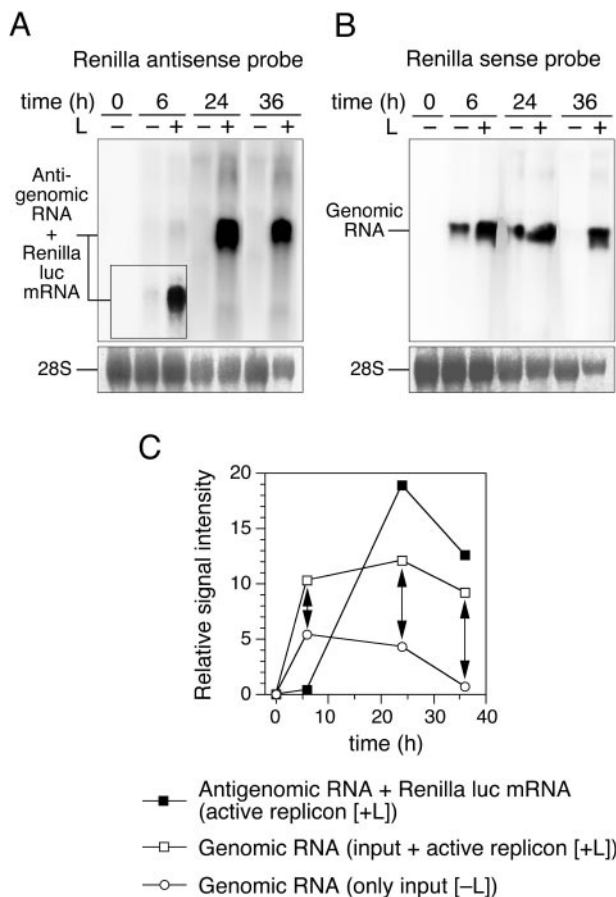 A
Renilla antisense probe
time (h) 0 6 24 36
L – – + – + – +
Anti-
genomic
RNA
+
Renilla
luc
mRNA
28S
B
Renilla sense probe
time (h) 0 6 24 36
L – – + – + – +
Genomic
RNA
28S
C
Relative signal intensity
20
15
10
5
0
0 10 20 30 40
time (h)
Antigenomic RNA + Renilla luc mRNA
(active replicon [+L])
Genomic RNA (input + active replicon [+L])
Genomic RNA (only input [–L])